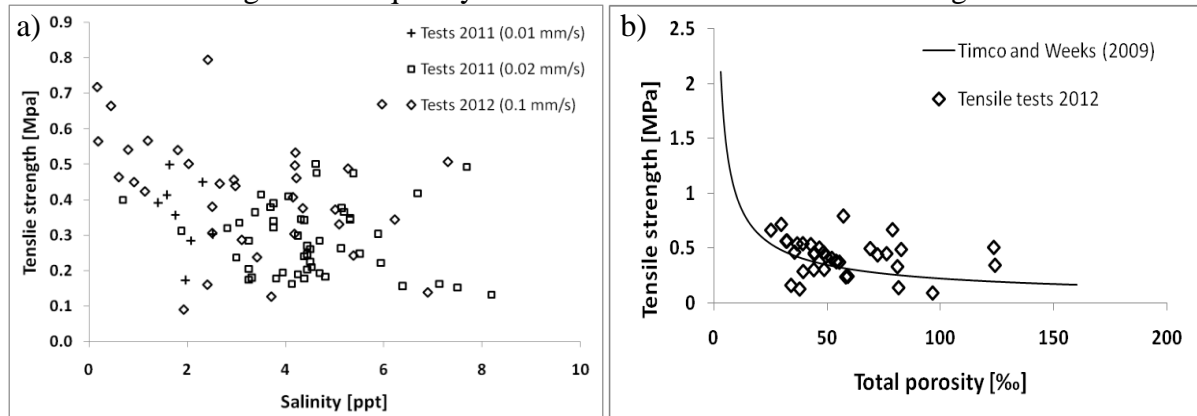 a)
0.9
0.8
0.7
0.6
0.5
0.4
0.3
0.2
0.1
0.0
Tenslie strength [Mpa]
+ Tests 2011 (0.01 mm/s)
Tests 2011 (0.02 mm/s)
Tests 2012 (0.1 mm/s)
0 2 4 6 8 10
Salinity [ppt]
b)
2.5
2
1.5
1
0.5
0
Tensile strength [MPa]
Timco and Weeks (2009)
Tensile tests 2012
0 50 100 150 200
Total porosity [‰]